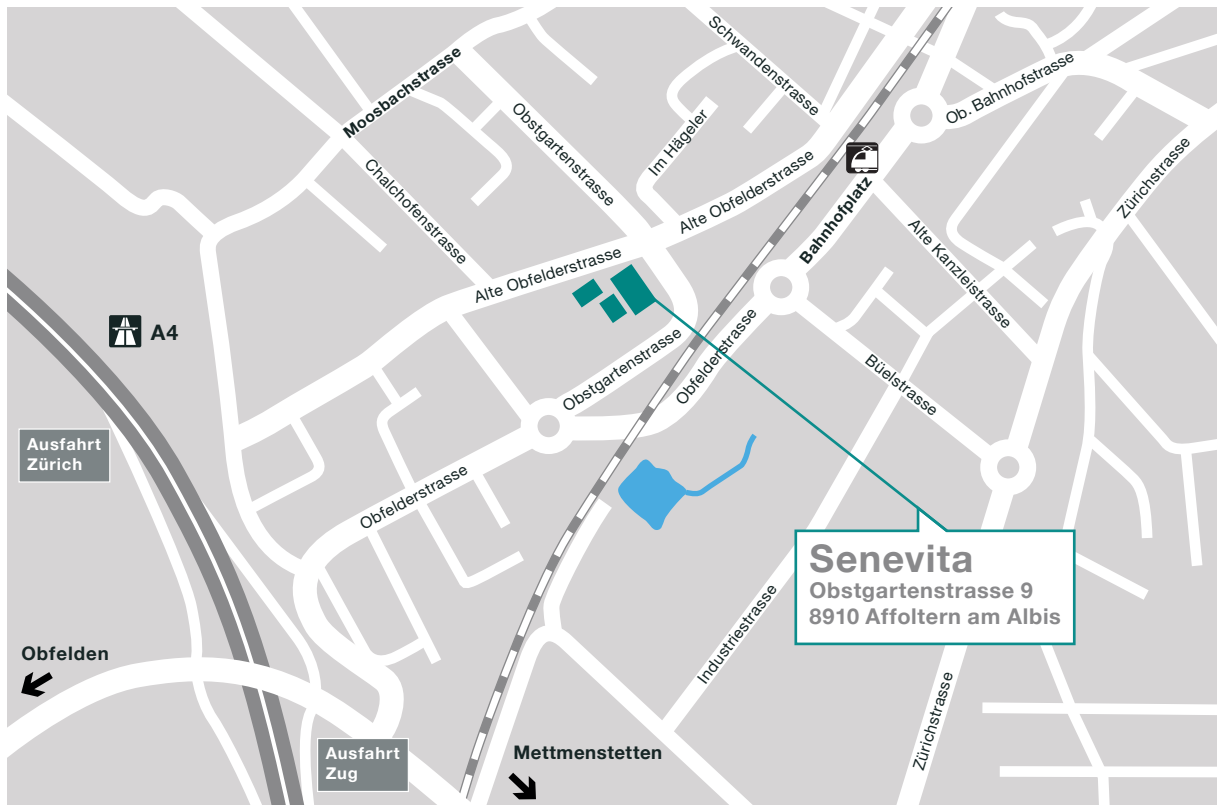 Schwandenstrasse
Moosbachstrasse
Ob. Bahnhofstrasse
Obstgartenstrasse
Im Hägeler
Zürichstrasse
Chalchofenstrasse
Alte Obfelderstrasse
Bahnhofplatz
Alte Kanzleistrasse
Alte Obfelderstrasse
A4
Obstgartenstrasse
Obfelderstrasse
Büelstrasse
Ausfahrt
Zürich
Obfelderstrasse
Senevita
Obstgartenstrasse 9
8910 Affoltern am Albis
Industriestrasse
Obfelden
Zürichstrasse
Ausfahrt
Zug
Mettmenstetten